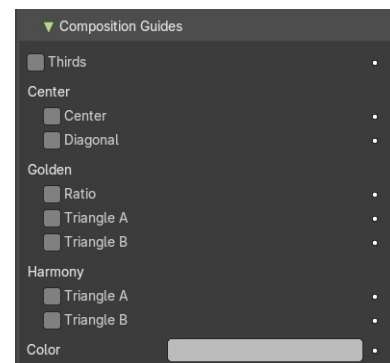 Composition Guides
Thirds
Center
Center
Diagonal
Golden
Ratio
Triangle A
Triangle B
Harmony
Triangle A
Triangle B
Color